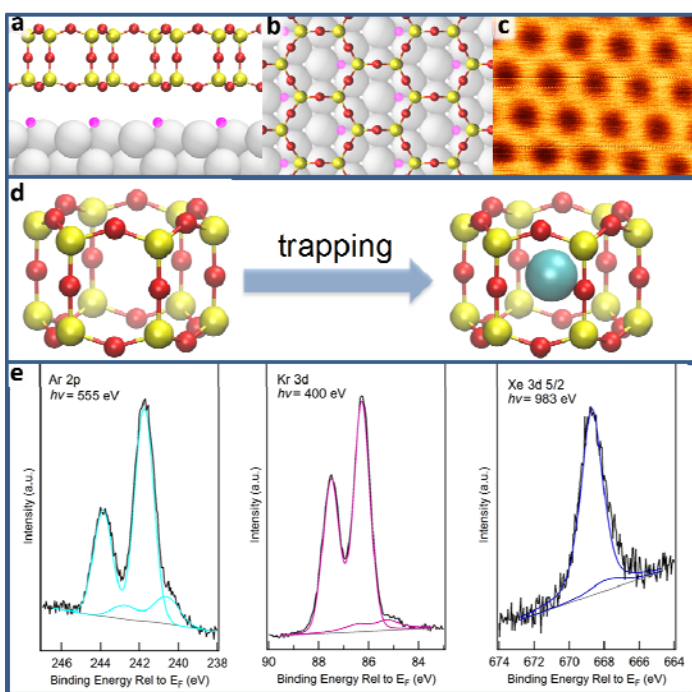 a
b
c
d
trapping
e
Ar 2p
hν = 555 eV
Intensity (a.u.)
246 244 242 240 238
Binding Energy Rel to E_F (eV)
Kr 3d
hν = 400 eV
Intensity (a.u.)
90 88 86 84
Binding Energy Rel to E_F (eV)
Xe 3d 5/2
hν = 983 eV
Intensity (a.u.)
674 672 670 668 666 664
Binding Energy Rel to E_F (eV)